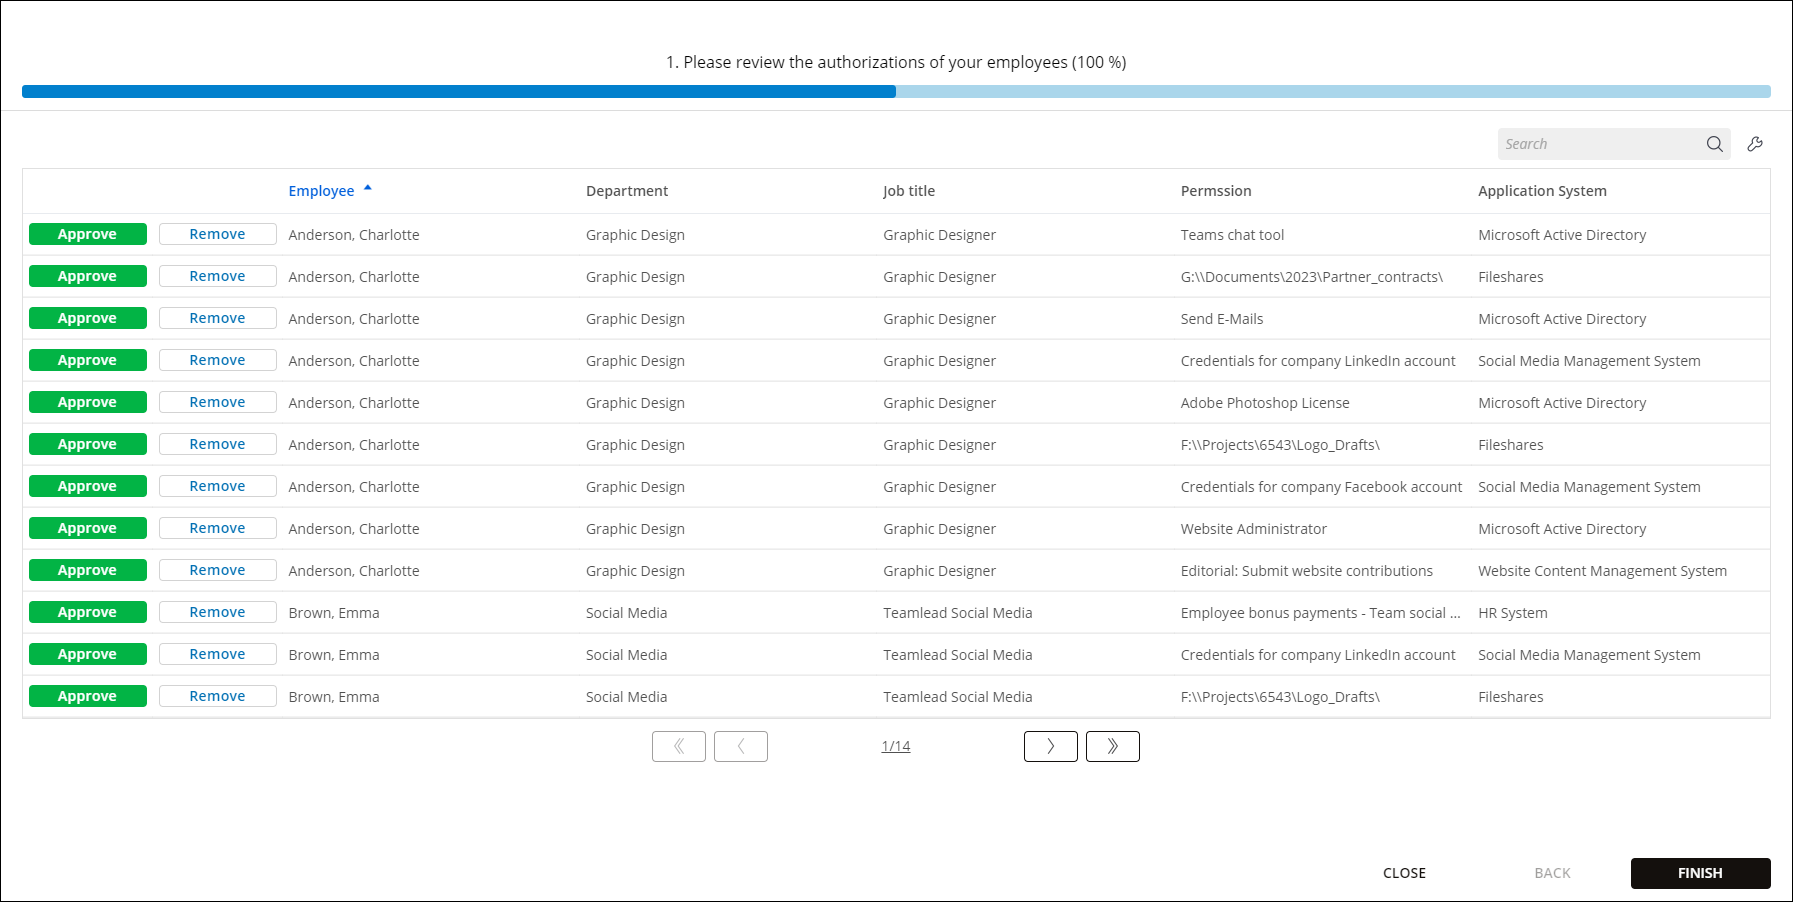 1. Please review the authorizations of your employees (100 %)
Search
Employee Department Job title Permssion Application System
Approve Remove Anderson, Charlotte Graphic Design Graphic Designer Teams chat tool Microsoft Active Directory
Approve Remove Anderson, Charlotte Graphic Design Graphic Designer G:\\Documents\2023\Partner_contracts\ Fileshares
Approve Remove Anderson, Charlotte Graphic Design Graphic Designer Send E-Mails Microsoft Active Directory
Approve Remove Anderson, Charlotte Graphic Design Graphic Designer Credentials for company LinkedIn account Social Media Management System
Approve Remove Anderson, Charlotte Graphic Design Graphic Designer Adobe Photoshop License Microsoft Active Directory
Approve Remove Anderson, Charlotte Graphic Design Graphic Designer F:\\Projects\6543\Logo_Drafts\ Fileshares
Approve Remove Anderson, Charlotte Graphic Design Graphic Designer Credentials for company Facebook account Social Media Management System
Approve Remove Anderson, Charlotte Graphic Design Graphic Designer Website Administrator Microsoft Active Directory
Approve Remove Anderson, Charlotte Graphic Design Graphic Designer Editorial: Submit website contributions Website Content Management System
Approve Remove Brown, Emma Social Media Teamlead Social Media Employee bonus payments - Team social ... HR System
Approve Remove Brown, Emma Social Media Teamlead Social Media Credentials for company LinkedIn account Social Media Management System
Approve Remove Brown, Emma Social Media Teamlead Social Media F:\\Projects\6543\Logo_Drafts\ Fileshares
1/14
CLOSE BACK FINISH